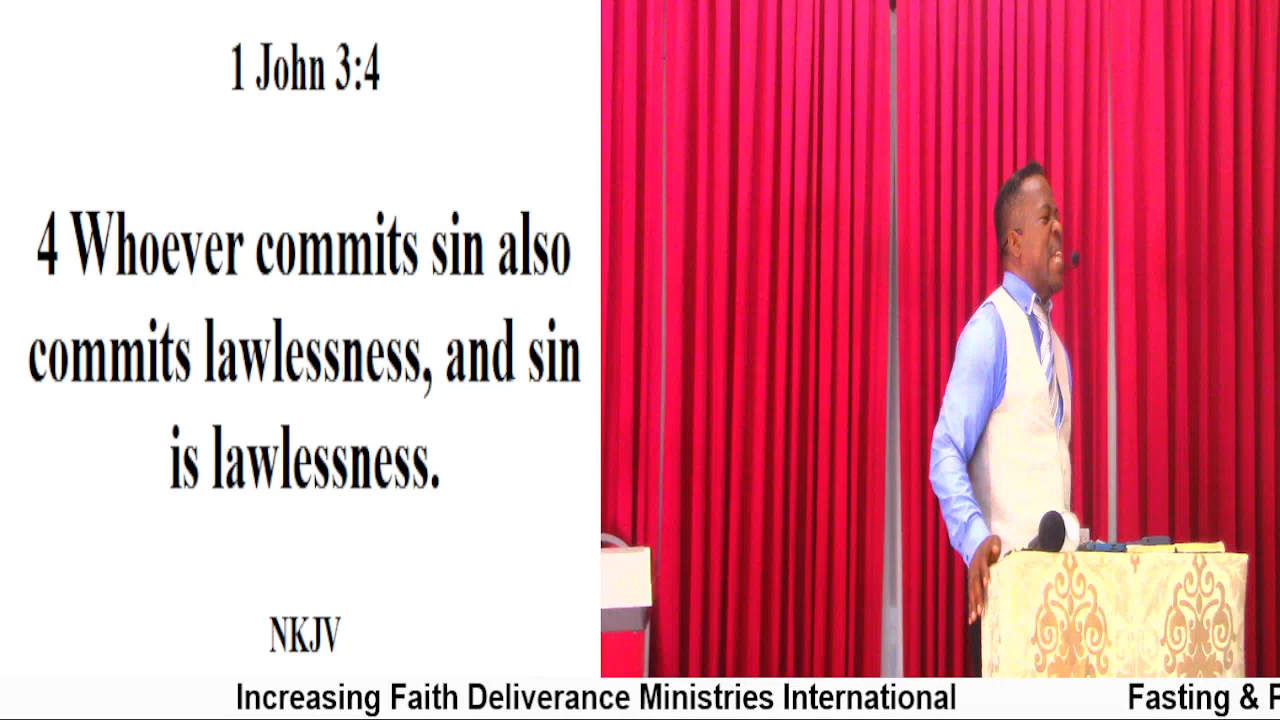 1 John 3:4
4 Whoever commits sin also
commits lawlessness, and sin
is lawlessness.
NKJV
Increasing Faith Deliverance Ministries International Fasting &